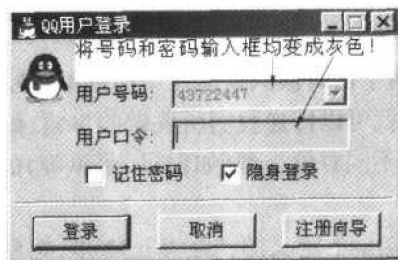 QQ用户登录
将号码和密码输入框均变成灰色！
用户号码： 43722447
用户口令：
记住密码 隐身登录
登录 取消 注册向导